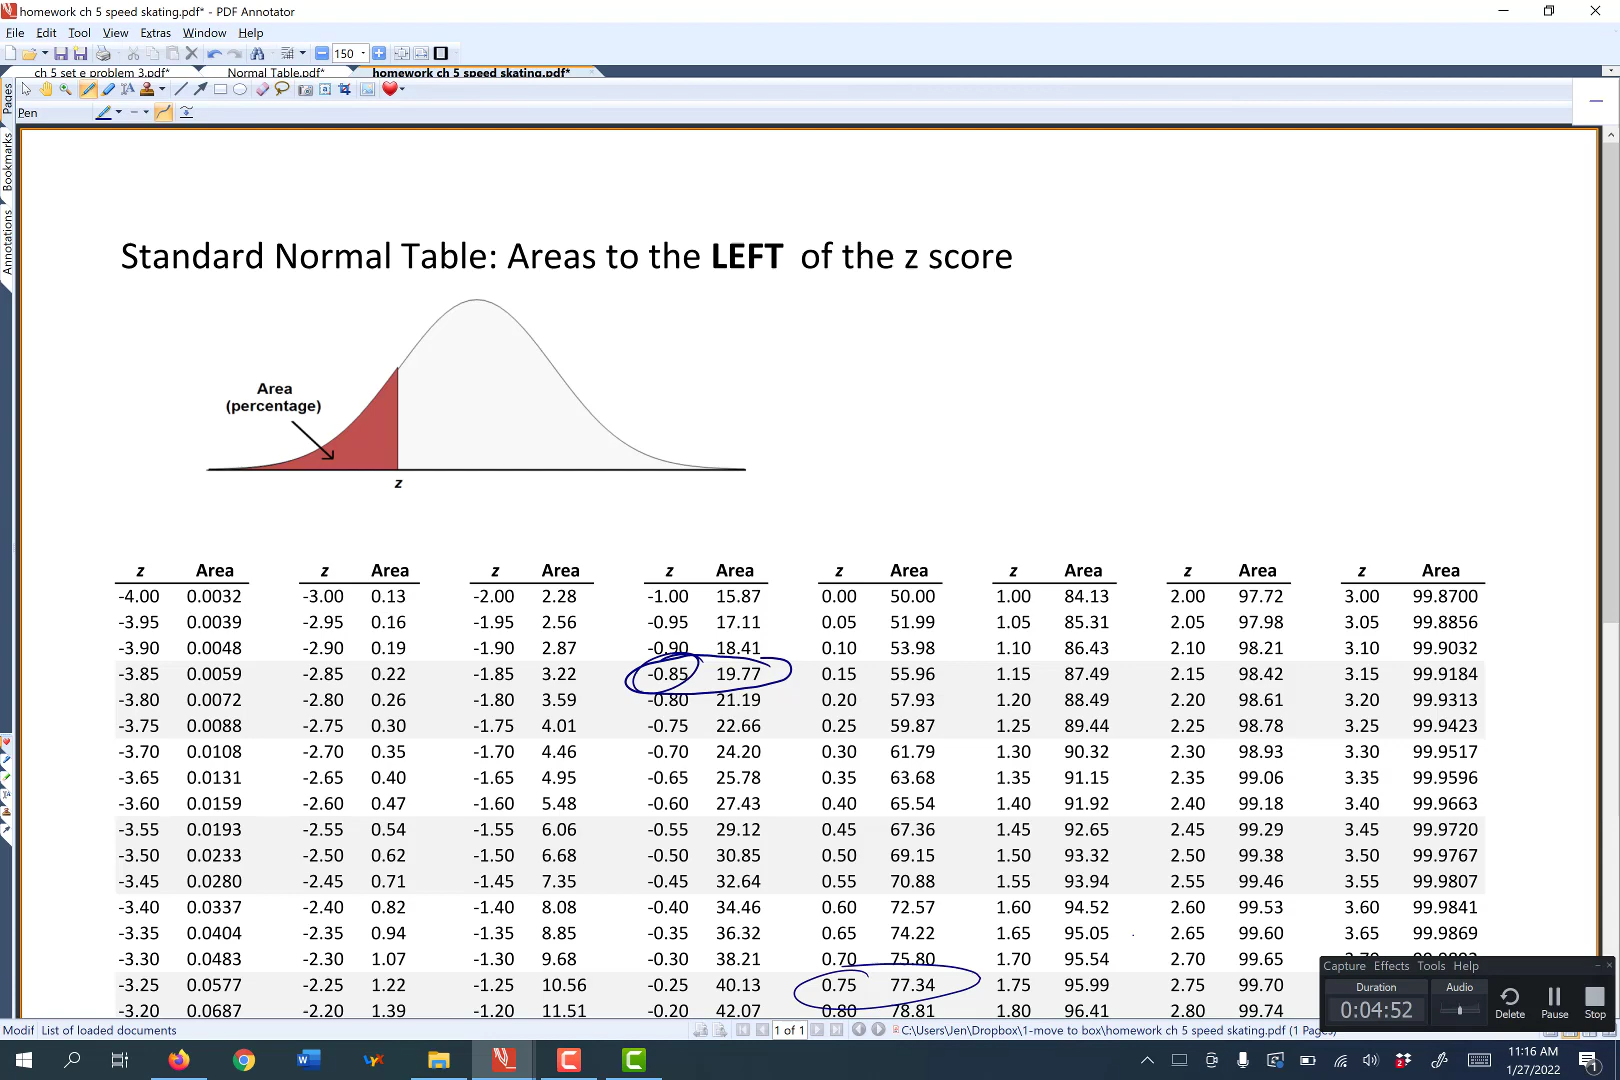 homework ch 5 speed skating.pdf* - PDF Annotator
File Edit Tool View Extras Window Help
150
ch 5 set e problem 3.pdf* Normal Table.pdf* homework ch 5 speed skating.pdf*
Pen
Pages
Bookmarks
Annotations
Standard Normal Table: Areas to the LEFT of the z score
Area
(percentage)
z
z Area z Area z Area z Area z Area z Area z Area z Area
-4.00 0.0032 -3.00 0.13 -2.00 2.28 -1.00 15.87 0.00 50.00 1.00 84.13 2.00 97.72 3.00 99.8700
-3.95 0.0039 -2.95 0.16 -1.95 2.56 -0.95 17.11 0.05 51.99 1.05 85.31 2.05 97.98 3.05 99.8856
-3.90 0.0048 -2.90 0.19 -1.90 2.87 -0.90 18.41 0.10 53.98 1.10 86.43 2.10 98.21 3.10 99.9032
-3.85 0.0059 -2.85 0.22 -1.85 3.22 -0.85 19.77 0.15 55.96 1.15 87.49 2.15 98.42 3.15 99.9184
-3.80 0.0072 -2.80 0.26 -1.80 3.59 -0.80 21.19 0.20 57.93 1.20 88.49 2.20 98.61 3.20 99.9313
-3.75 0.0088 -2.75 0.30 -1.75 4.01 -0.75 22.66 0.25 59.87 1.25 89.44 2.25 98.78 3.25 99.9423
-3.70 0.0108 -2.70 0.35 -1.70 4.46 -0.70 24.20 0.30 61.79 1.30 90.32 2.30 98.93 3.30 99.9517
-3.65 0.0131 -2.65 0.40 -1.65 4.95 -0.65 25.78 0.35 63.68 1.35 91.15 2.35 99.06 3.35 99.9596
-3.60 0.0159 -2.60 0.47 -1.60 5.48 -0.60 27.43 0.40 65.54 1.40 91.92 2.40 99.18 3.40 99.9663
-3.55 0.0193 -2.55 0.54 -1.55 6.06 -0.55 29.12 0.45 67.36 1.45 92.65 2.45 99.29 3.45 99.9720
-3.50 0.0233 -2.50 0.62 -1.50 6.68 -0.50 30.85 0.50 69.15 1.50 93.32 2.50 99.38 3.50 99.9767
-3.45 0.0280 -2.45 0.71 -1.45 7.35 -0.45 32.64 0.55 70.88 1.55 93.94 2.55 99.46 3.55 99.9807
-3.40 0.0337 -2.40 0.82 -1.40 8.08 -0.40 34.46 0.60 72.57 1.60 94.52 2.60 99.53 3.60 99.9841
-3.35 0.0404 -2.35 0.94 -1.35 8.85 -0.35 36.32 0.65 74.22 1.65 95.05 2.65 99.60 3.65 99.9869
-3.30 0.0483 -2.30 1.07 -1.30 9.68 -0.30 38.21 0.70 75.80 1.70 95.54 2.70 99.65
-3.25 0.0577 -2.25 1.22 -1.25 10.56 -0.25 40.13 0.75 77.34 1.75 95.99 2.75 99.70
-3.20 0.0687 -2.20 1.39 -1.20 11.51 -0.20 42.07 0.80 78.81 1.80 96.41 2.80 99.74
Capture Effects Tools Help
Duration Audio
0:04:52 Delete Pause Stop
Modif List of loaded documents 1 of 1 C:\Users\Jen\Dropbox\1-move to box\homework ch 5 speed skating.pdf (1 Pages)
11:16 AM
1/27/2022